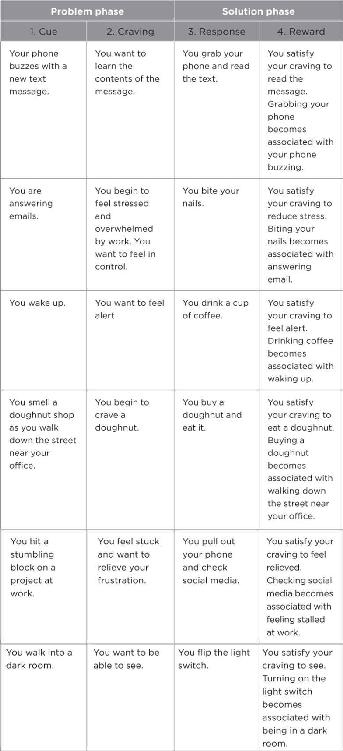 Problem phase
Solution phase
1. Cue
2. Craving
3. Response
4. Reward
Your phone
buzzes with a
new text
message.
You want to
learn the
contents of the
message.
You grab your
phone and read
the text.
You satisfy
your craving to
read the
message.
Grabbing your
phone
becomes
associated with
your phone
buzzing.
You are
answering
emails.
You begin to
feel stressed
and
overwhelmed
by work. You
want to feel in
control.
You bite your
nails.
You satisfy
your craving to
reduce stress.
Biting your
nails becomes
associated with
answering
email.
You wake up.
You want to feel
alert.
You drink a cup
of coffee.
You satisfy
your craving to
feel alert.
Drinking coffee
becomes
associated with
waking up.
You smell a
doughnut shop
as you walk
down the street
near your
office.
You begin to
crave a
doughnut.
You buy a
doughnut and
eat it.
You satisfy
your craving to
eat a doughnut.
Buying a
doughnut
becomes
associated with
walking down
the street near
your office.
You hit a
stumbling
block on a
project at
work.
You feel stuck
and want to
relieve your
frustration.
You pull out
your phone
and check
social media.
You satisfy your
craving to feel
relieved.
Checking social
media becomes
associated with
feeling stalled
at work.
You walk into a
dark room.
You want to be
able to see.
You flip the light
switch.
You satisfy your
craving to see.
Turning on the
light switch
becomes
associated with
being in a dark
room.